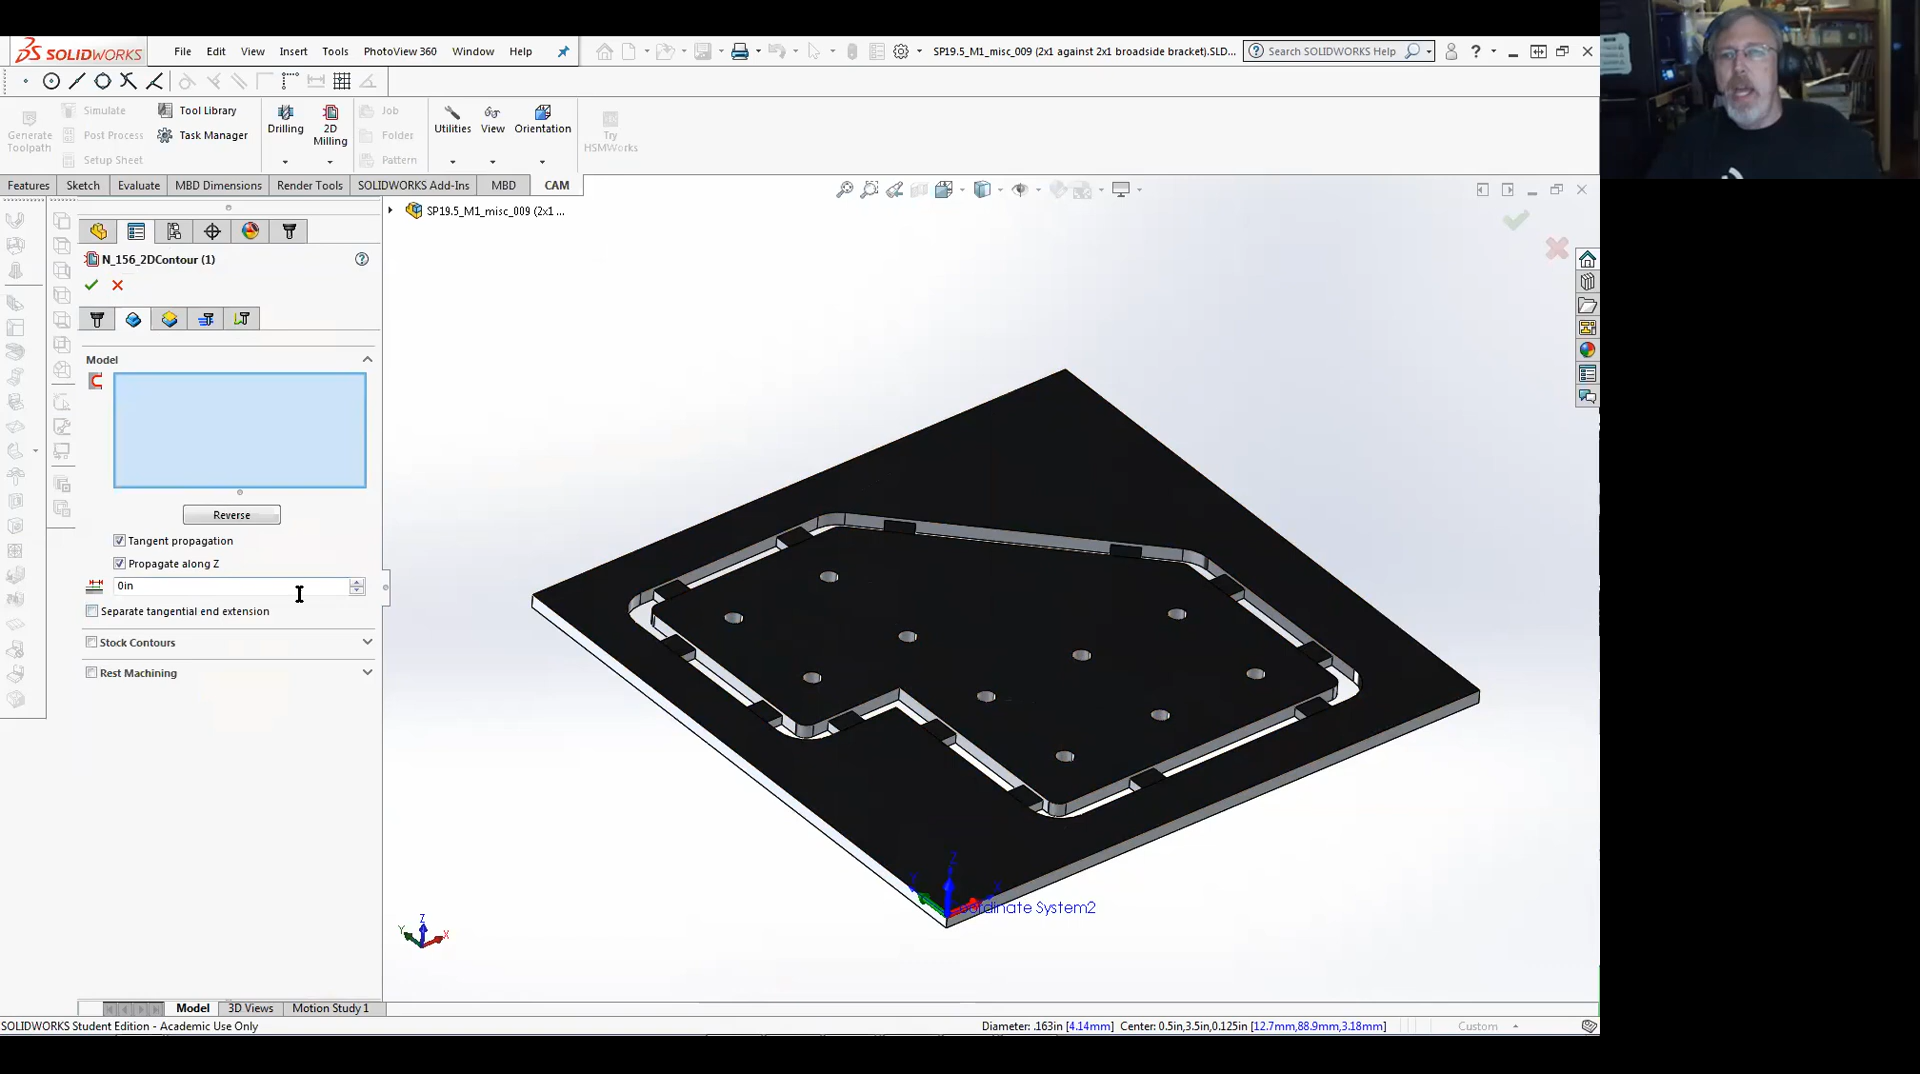 SOLIDWORKS File Edit View Insert Tools PhotoView 360 Window Help SP19.5_M1_misc_009 (2x1 against 2x1 broadside bracket).SLD... Search SOLIDWORKS Help ?
Generate Toolpath
Simulate
Post Process
Setup Sheet
Tool Library
Task Manager
Drilling
2D Milling
Job
Folder
Pattern
Utilities
View
Orientation
Try HSMWorks
Features Sketch Evaluate MBD Dimensions Render Tools SOLIDWORKS Add-Ins MBD CAM
SP19.5_M1_misc_009 (2x1 ...
N_156_2DContour (1)
Model
Reverse
Tangent propagation
Propagate along Z
0in
Separate tangential end extension
Stock Contours
Rest Machining
Z
X
Coordinate System2
Z
Y
X
Model 3D Views Motion Study 1
SOLIDWORKS Student Edition - Academic Use Only Diameter: .163in [4.14mm] Center: 0.5in,3.5in,0.125in [12.7mm,88.9mm,3.18mm] Custom